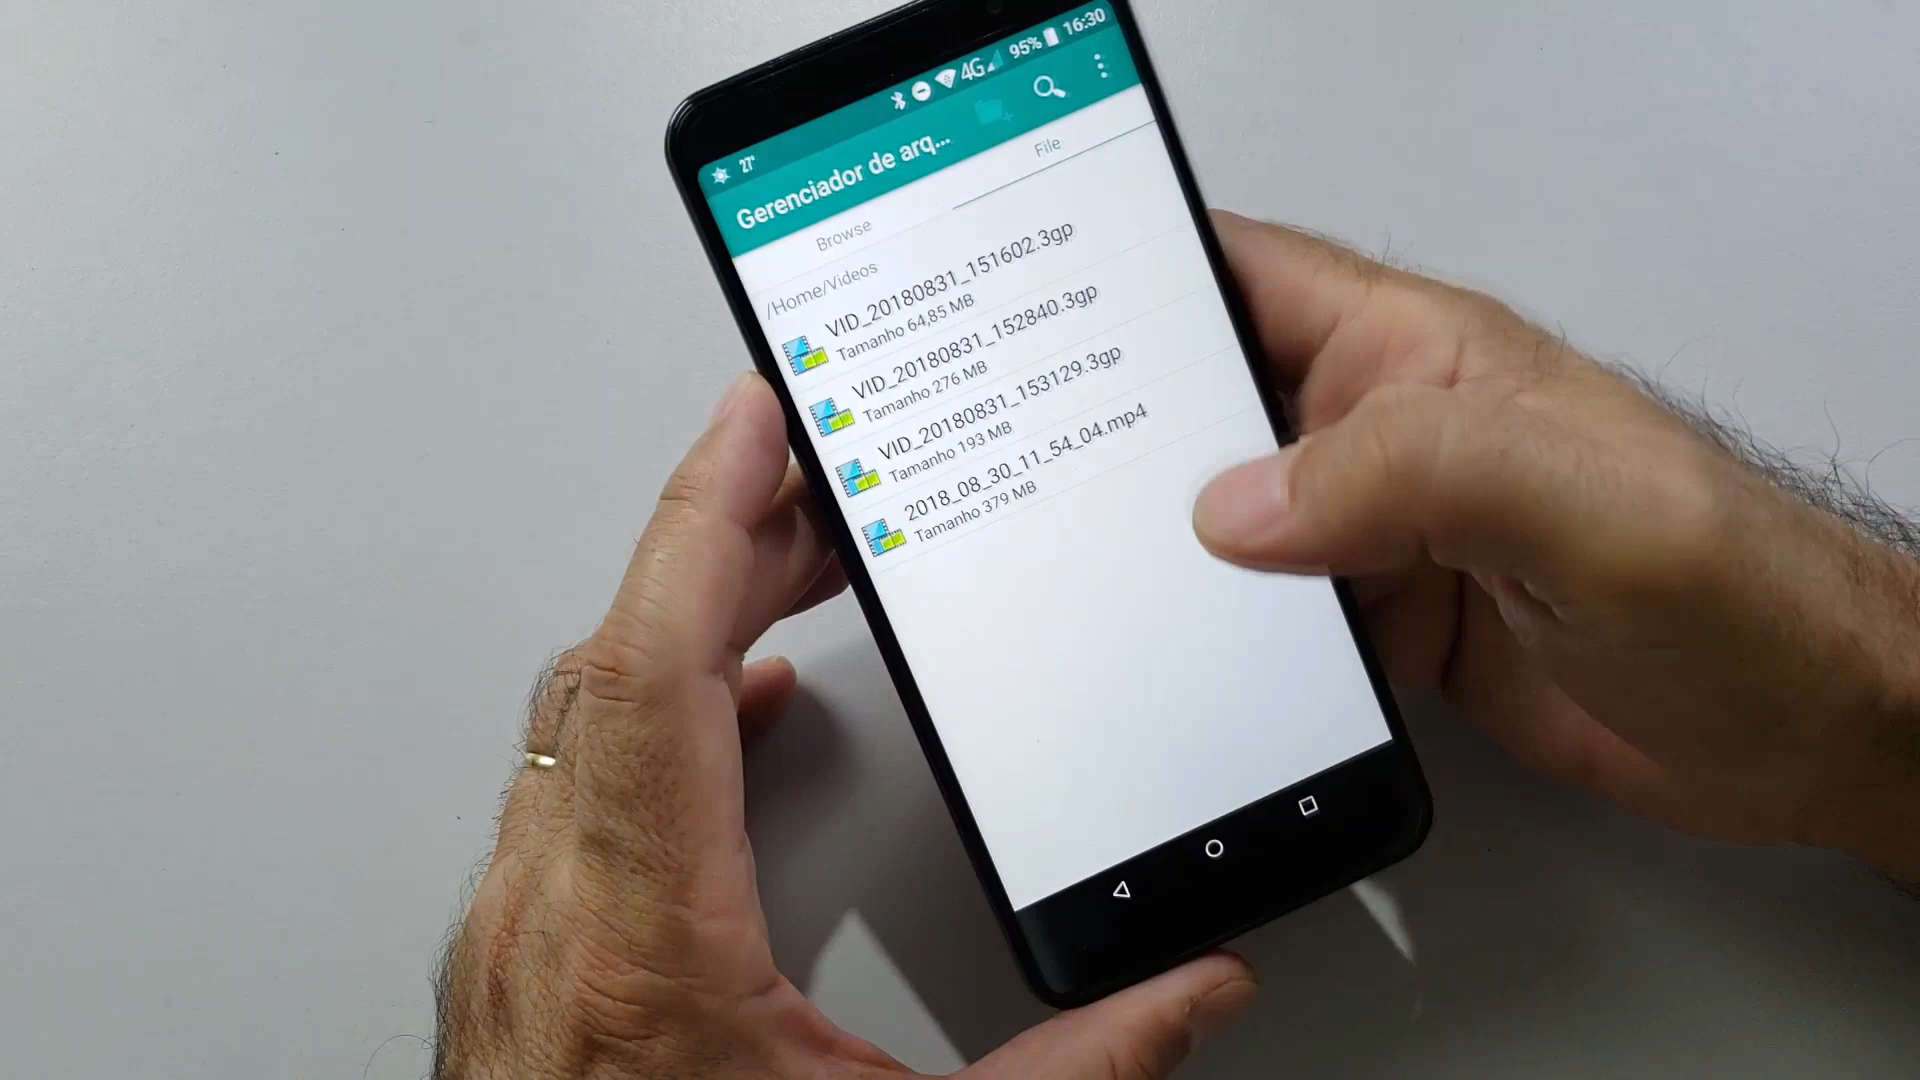 27° 4G 95% 16:30
Gerenciador de arq...
Browse File
/Home/Videos
VID_20180831_151602.3gp
Tamanho 64,85 MB
VID_20180831_152840.3gp
Tamanho 276 MB
VID_20180831_153129.3gp
Tamanho 193 MB
2018_08_30_11_54_04.mp4
Tamanho 379 MB